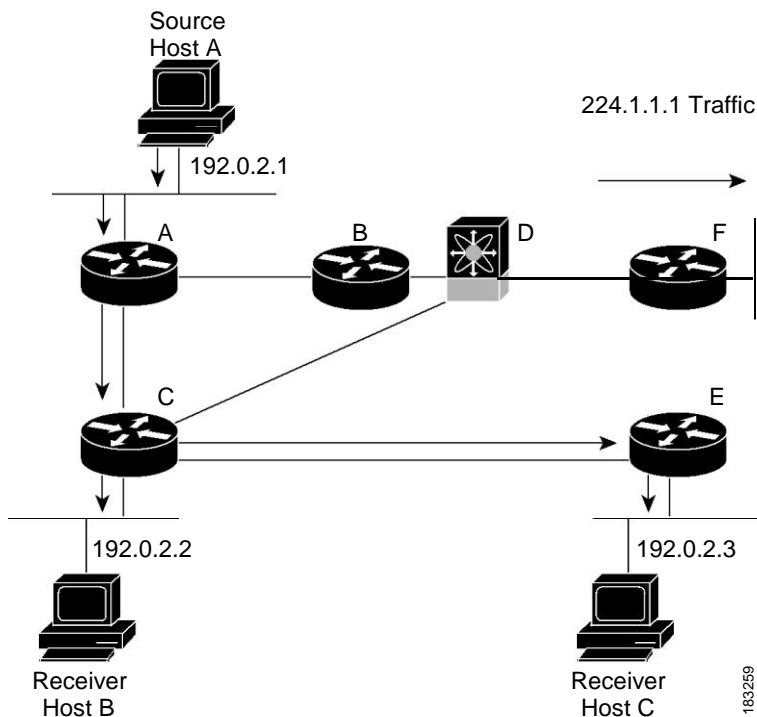 Source
Host A
224.1.1.1 Traffic
192.0.2.1
A
B
D
F
C
E
192.0.2.2
192.0.2.3
Receiver
Host B
Receiver
Host C
183259